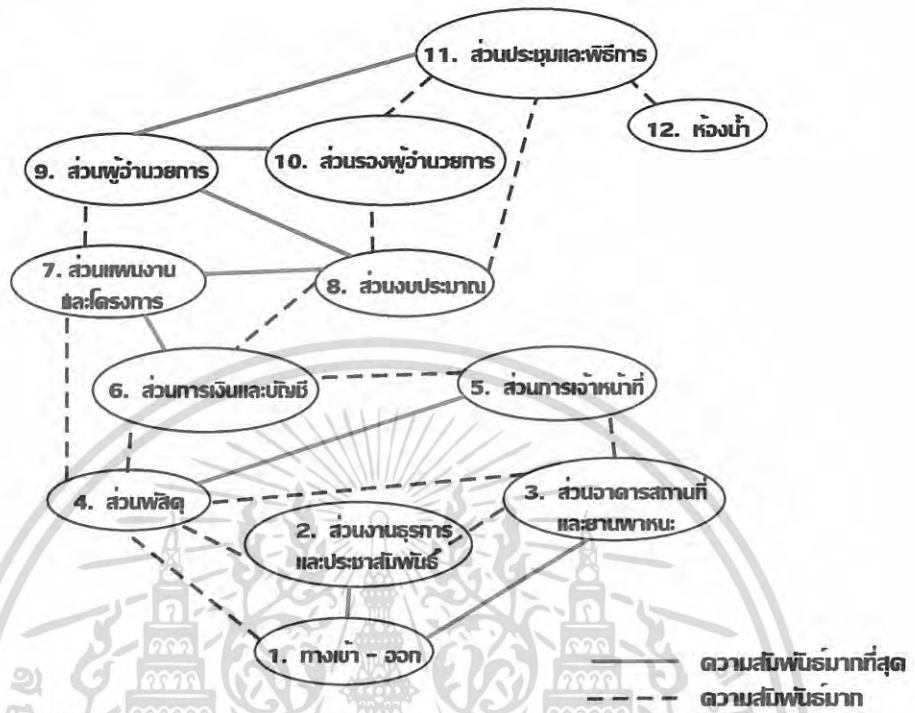 11. ส่วนประชุมและพิธีการ
12. ห้องน้ำ
9. ส่วนผู้อำนวยการ
10. ส่วนรองผู้อำนวยการ
7. ส่วนแผนงาน
และโครงการ
8. ส่วนงบประมาณ
6. ส่วนการเงินและบัญชี
5. ส่วนการเจ้าหน้าที่
4. ส่วนพัสดุ
3. ส่วนอาคารสถานที่
และยานพาหนะ
2. ส่วนงานธุรการ
และประชาสัมพันธ์
1. ทางเข้า - ออก
ความสัมพันธ์มากที่สุด
ความสัมพันธ์มาก